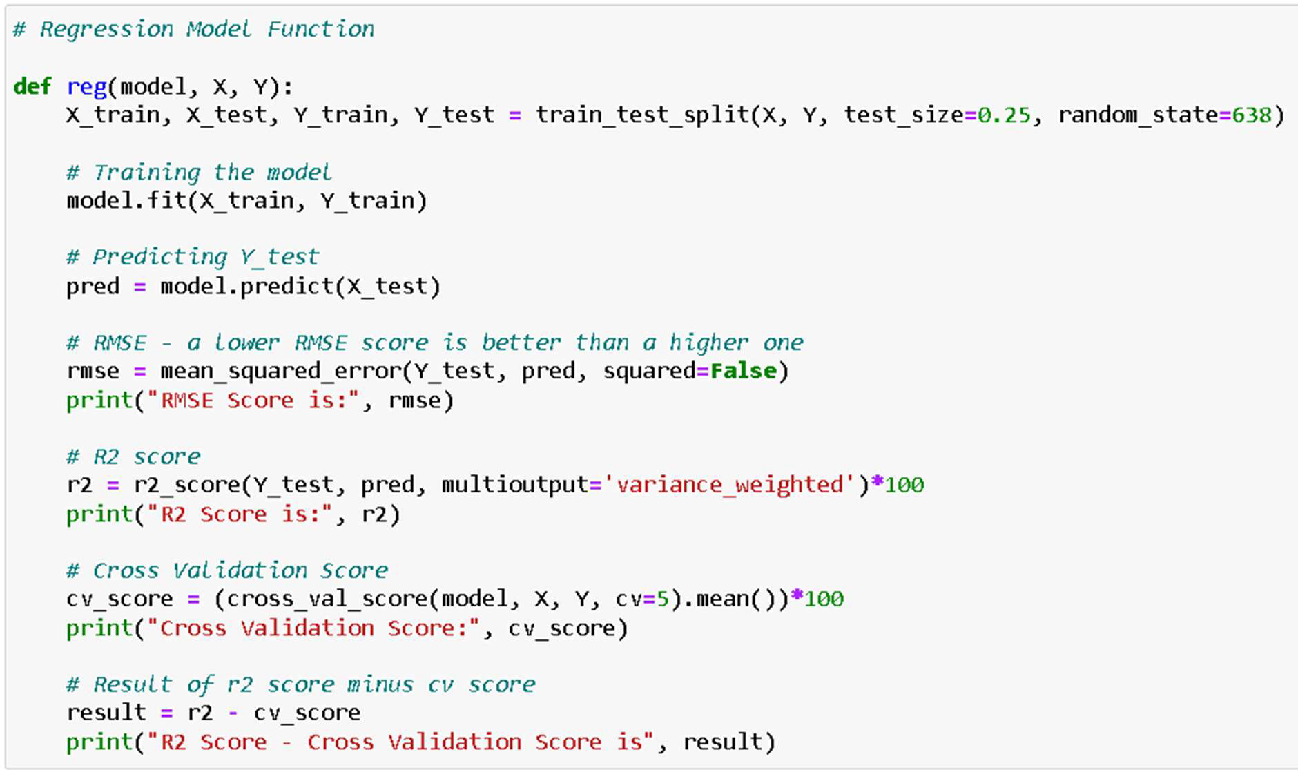 # Regression Model Function
def reg(model, X, Y):
X_train, X_test, Y_train, Y_test = train_test_split(X, Y, test_size=0.25, random_state=638)
# Training the model
model.fit(X_train, Y_train)
# Predicting Y_test
pred = model.predict(X_test)
# RMSE - a lower RMSE score is better than a higher one
rmse = mean_squared_error(Y_test, pred, squared=False)
print("RMSE Score is:", rmse)
# R2 score
r2 = r2_score(Y_test, pred, multioutput='variance_weighted')*100
print("R2 Score is:", r2)
# Cross Validation Score
cv_score = (cross_val_score(model, X, Y, cv=5).mean())*100
print("Cross Validation Score:", cv_score)
# Result of r2 score minus cv score
result = r2 - cv_score
print("R2 Score - Cross Validation Score is", result)